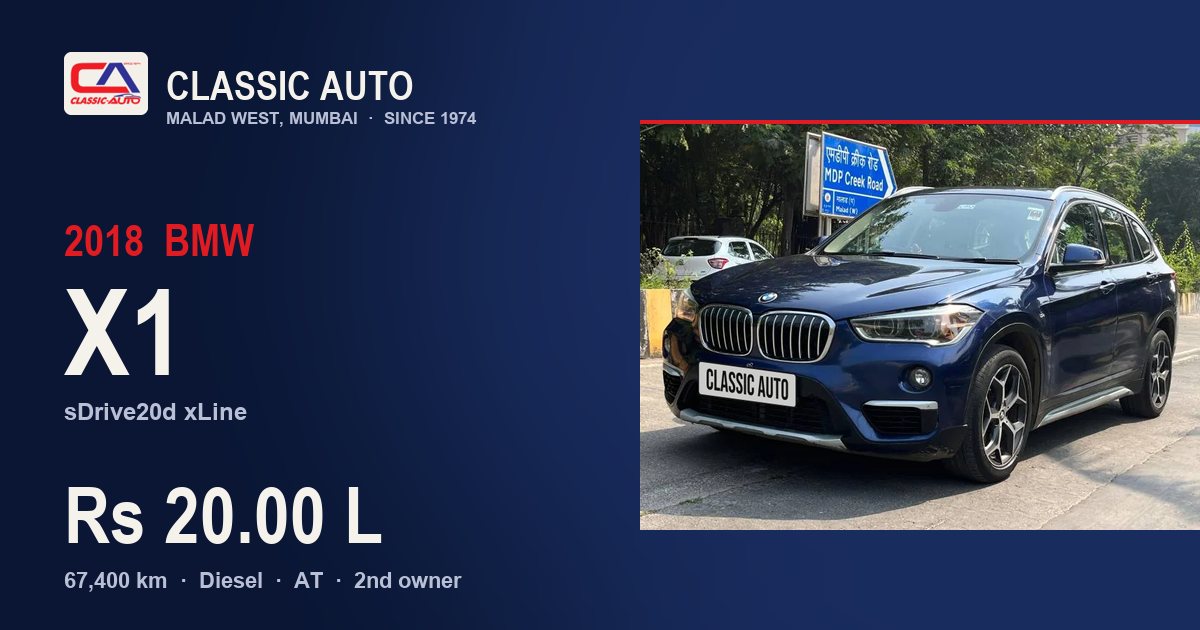 CLASSIC AUTO
CLASSIC AUTO
MALAD WEST, MUMBAI · SINCE 1974
2018 BMW
X1
sDrive20d xLine
Rs 20.00 L
67,400 km · Diesel · AT · 2nd owner
एमडीपी क्रीक रोड
MDP Creek Road
मालाड (प)
Malad (W)
CLASSIC AUTO